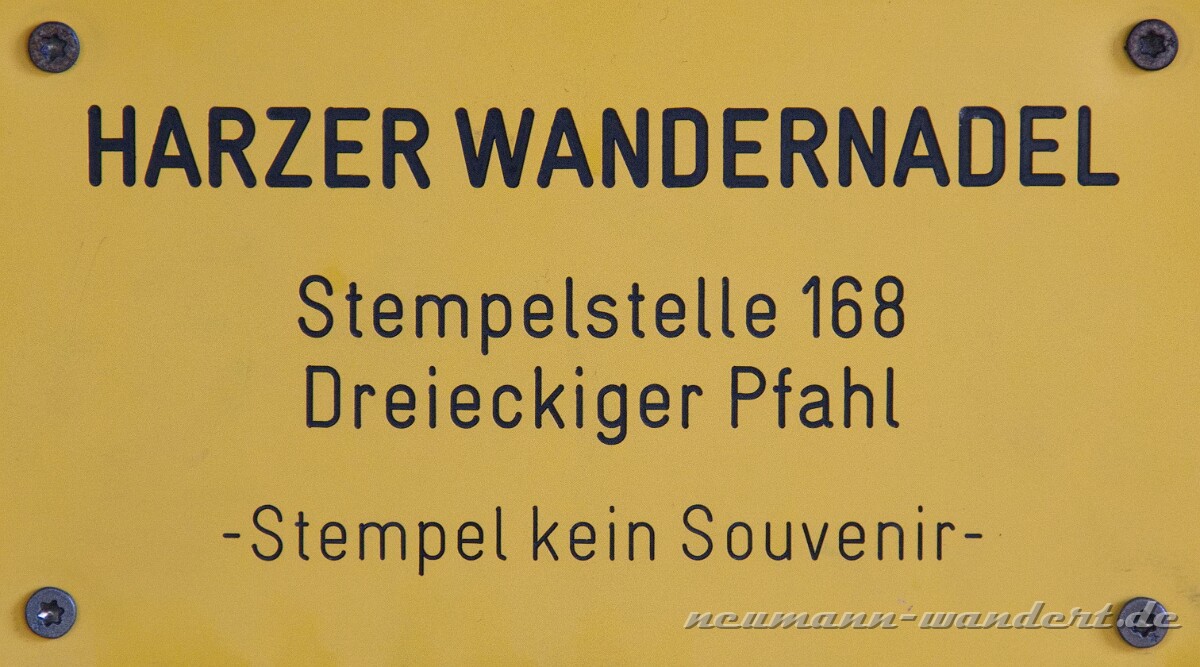 HARZER WANDERNADEL
Stempelstelle 168
Dreieckiger Pfahl
-Stempel kein Souvenir-
neumann-wandert.de